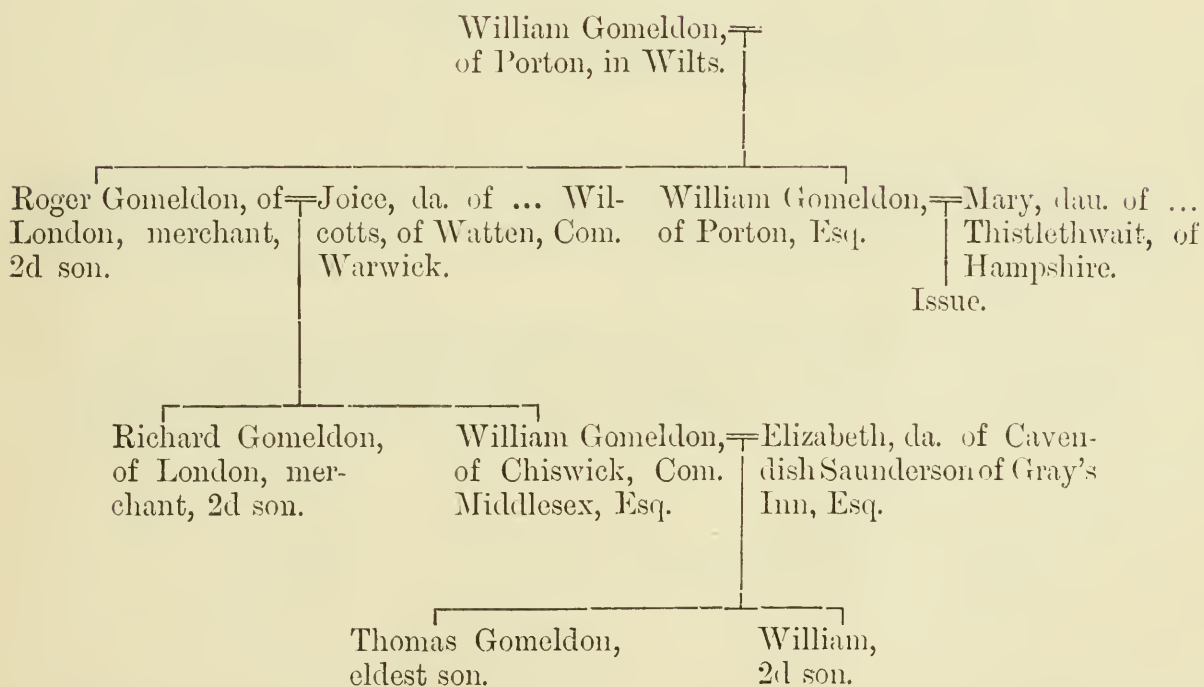 William Gomeldon,
of Porton, in Wilts.
Roger Gomeldon, of
London, merchant,
2d son.
Joice, da. of ... Wil-
cotts, of Watten, Com.
Warwick.
William Gomeldon,
of Porton, Esq.
Mary, dau. of ...
Thistlethwait, of
Hampshire.
Issue.
Richard Gomeldon,
of London, mer-
chant, 2d son.
William Gomeldon,
of Chiswick, Com.
Middlesex, Esq.
Elizabeth, da. of Caven-
dish Saunderson of Gray's
Inn, Esq.
Thomas Gomeldon,
eldest son.
William,
2d son.